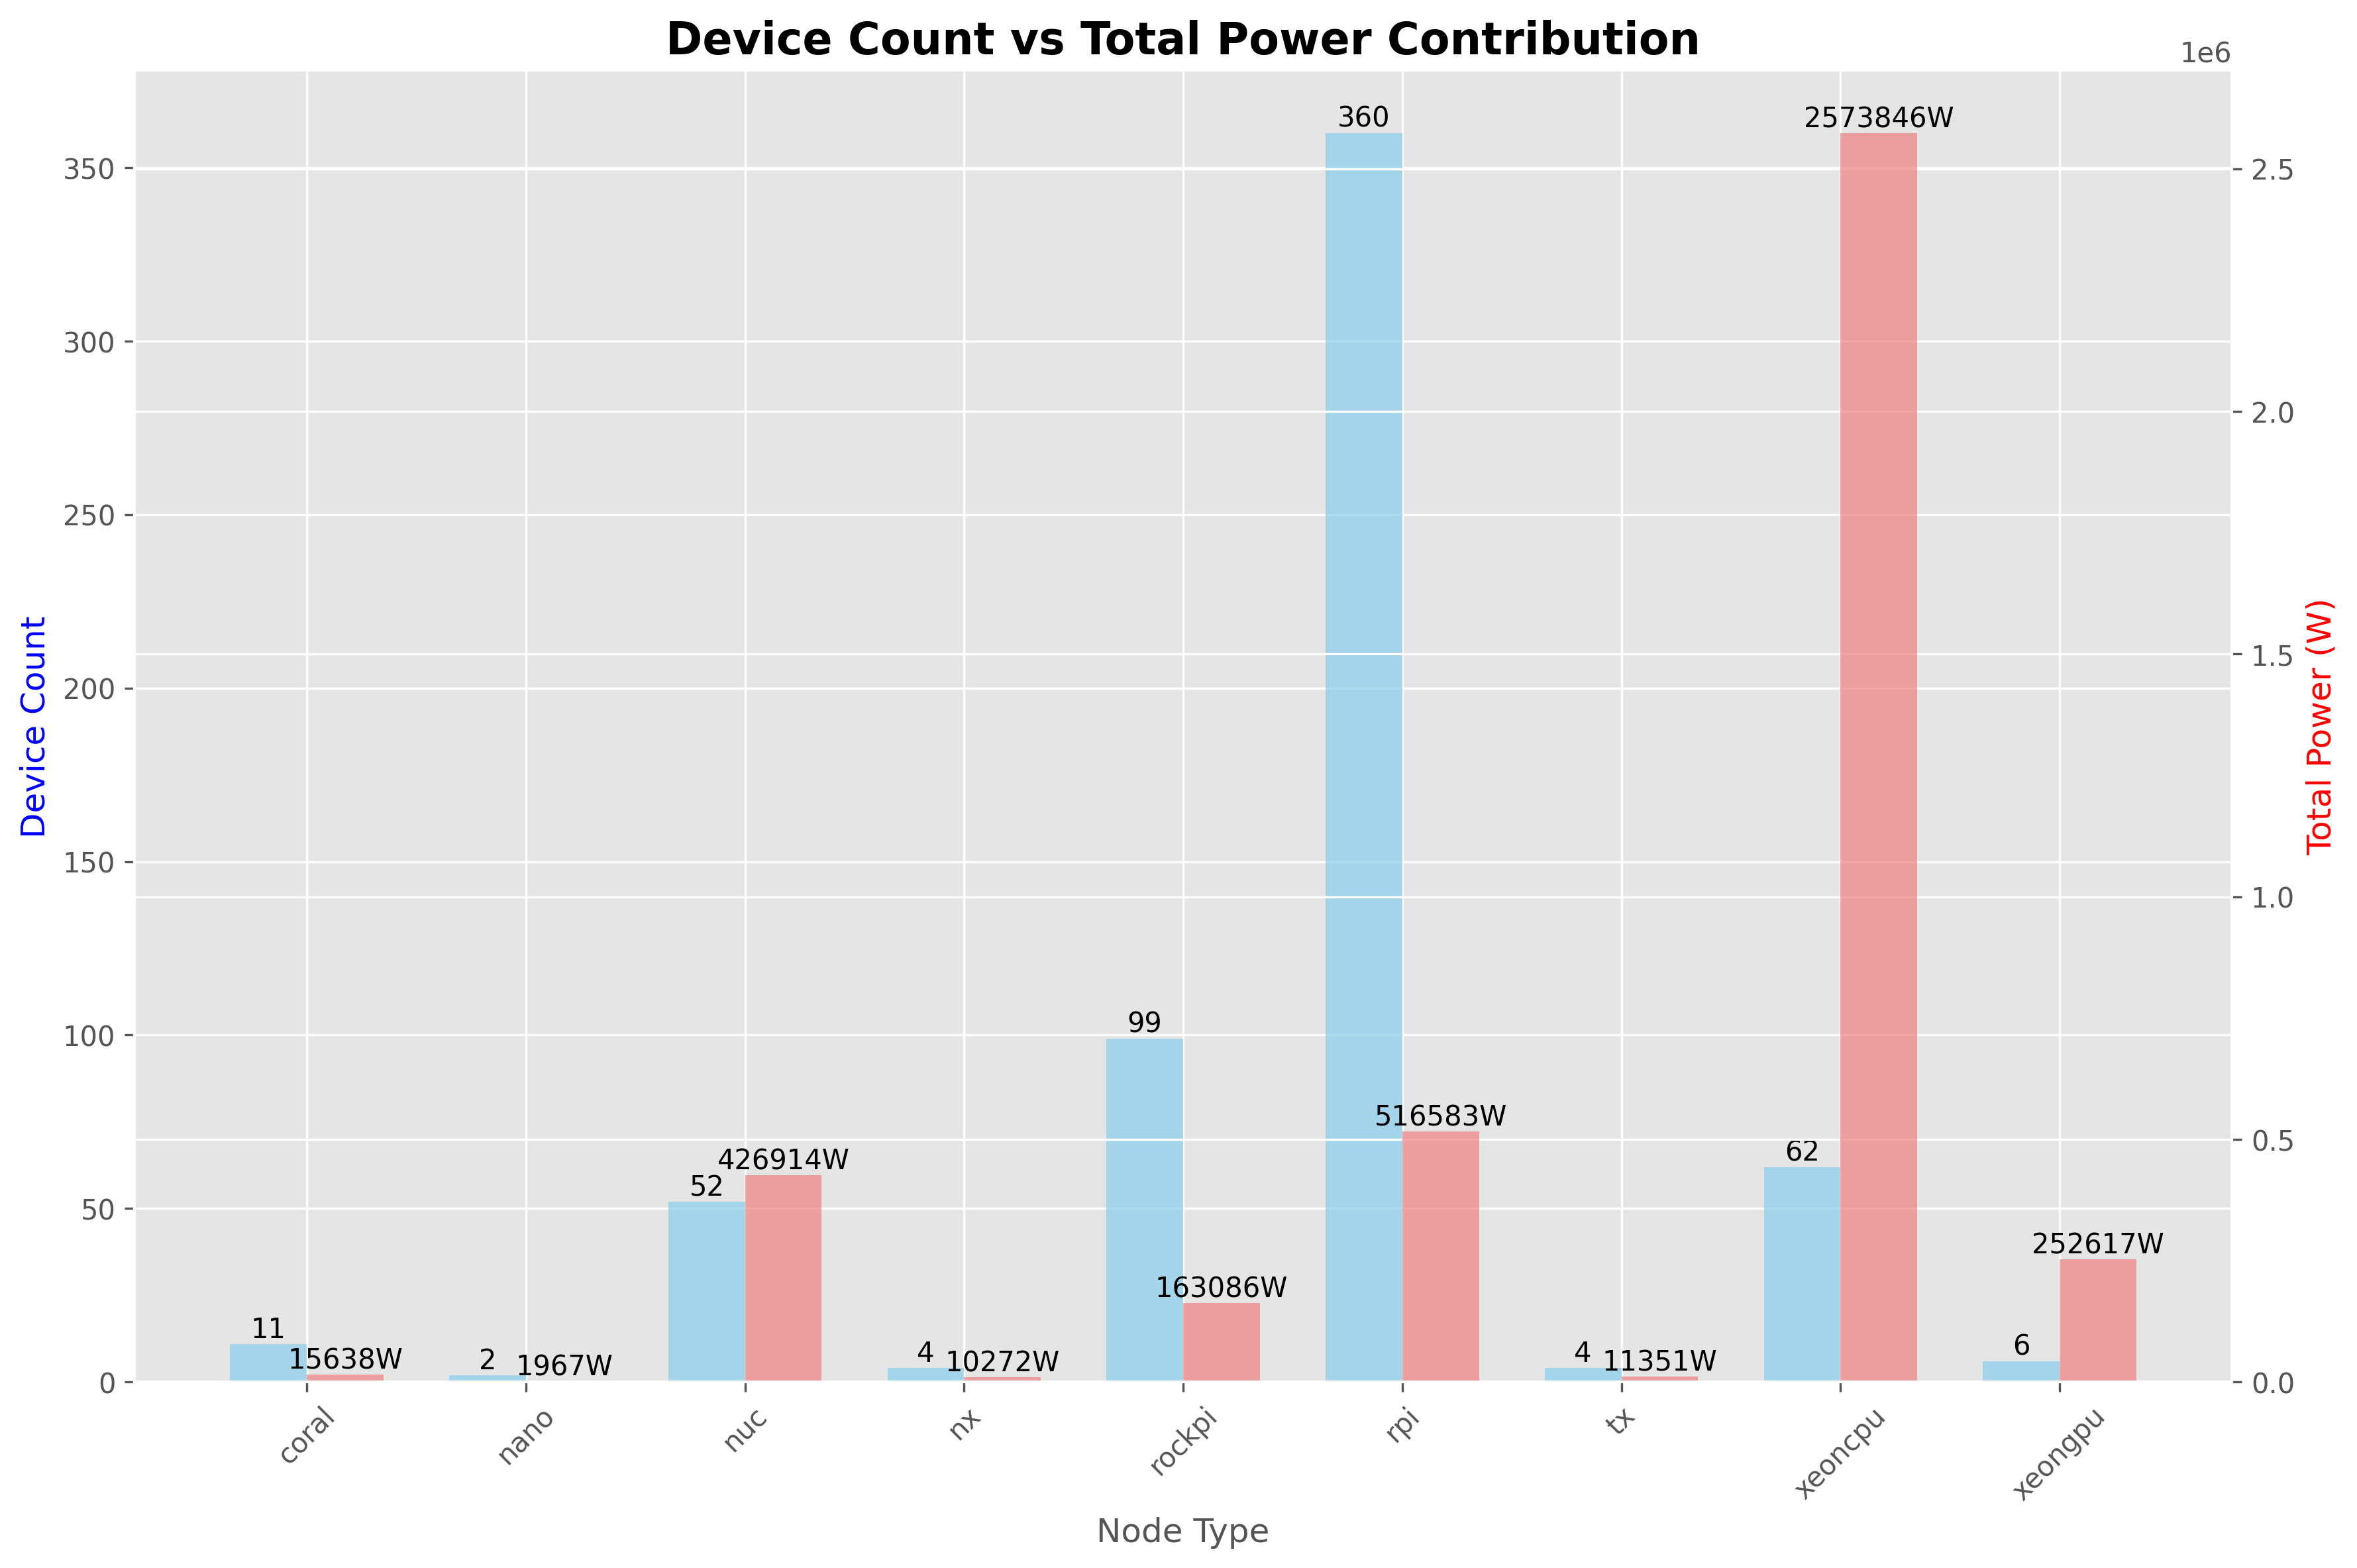 Device Count vs Total Power Contribution
1e6
360
2573846W
350
2.5
300
2.0
250
1.5
200
Device Count
Total Power (W)
150
1.0
99
100
516583W
0.5
62
426914W
52
50
252617W
163086W
11
15638W
2
1967W
4
10272W
4
11351W
6
0
0.0
coral
nano
nuc
nx
rockpi
rpi
tx
xeoncpu
xeongpu
Node Type